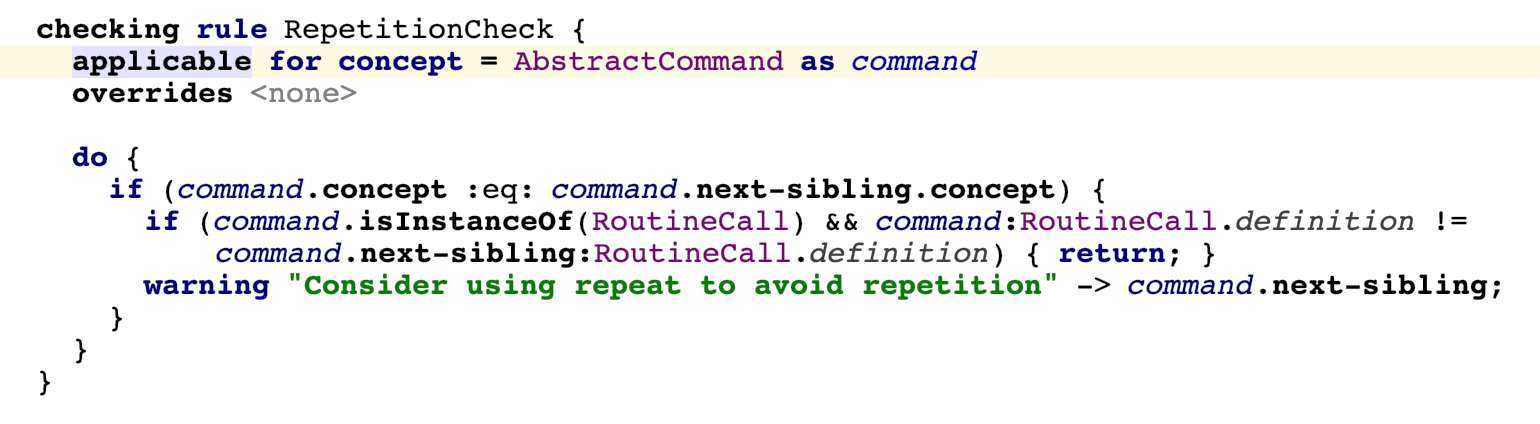 checking rule RepetitionCheck {
applicable for concept = AbstractCommand as command
overrides <none>
do {
if (command.concept :eq: command.next-sibling.concept) {
if (command.isInstanceOf(RoutineCall) && command:RoutineCall.definition !=
command.next-sibling:RoutineCall.definition) { return; }
warning "Consider using repeat to avoid repetition" -> command.next-sibling;
}
}
}